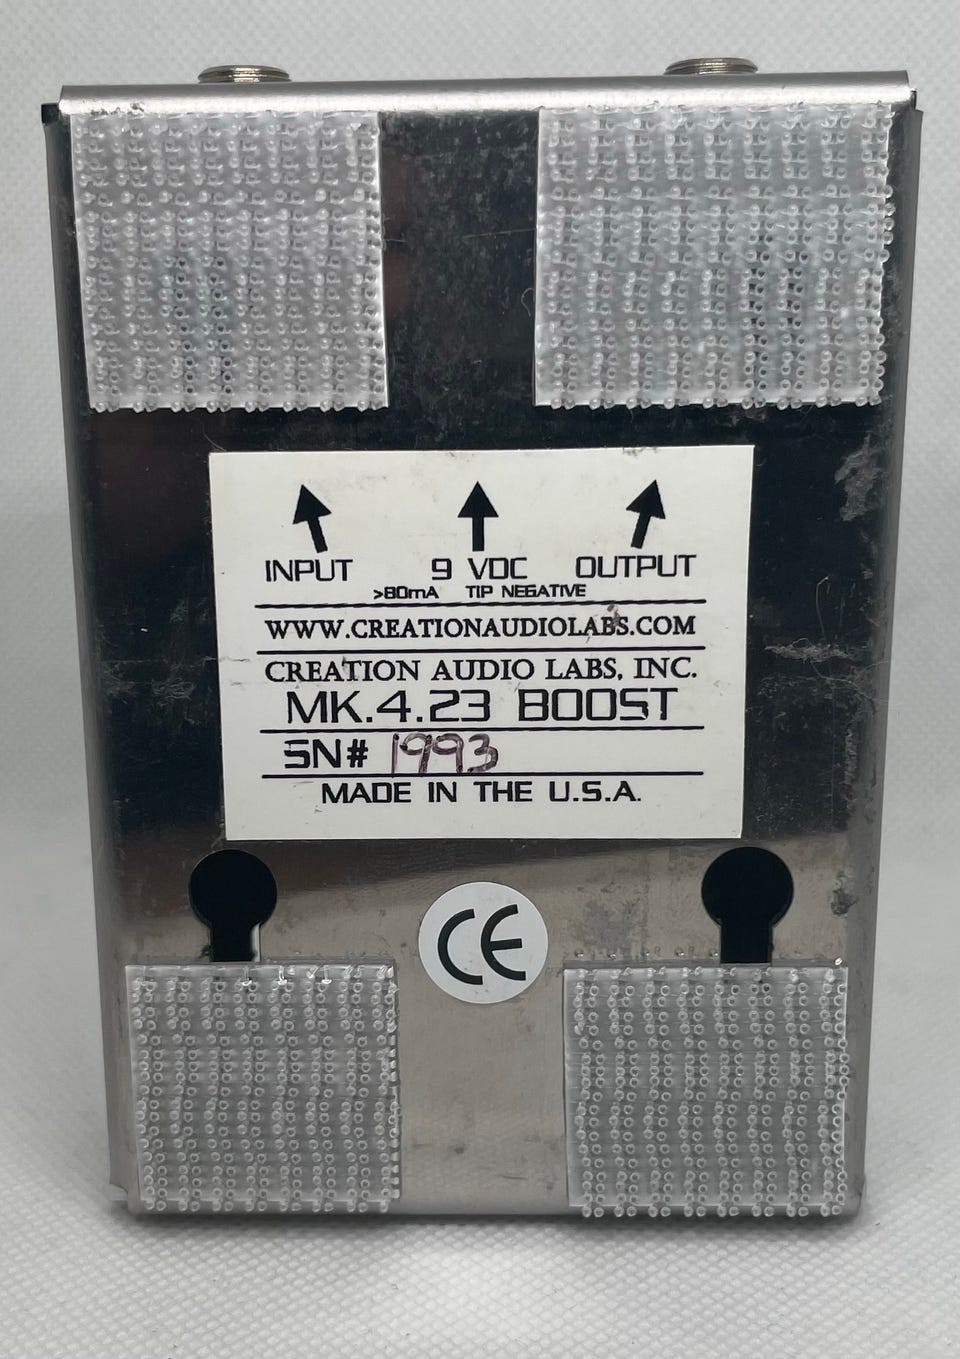 INPUT 9 VDC OUTPUT
>80mA TIP NEGATIVE
WWW.CREATIONAUDIOLABS.COM
CREATION AUDIO LABS, INC.
MK.4.23 BOOST
SN# 1993
MADE IN THE U.S.A.
CE